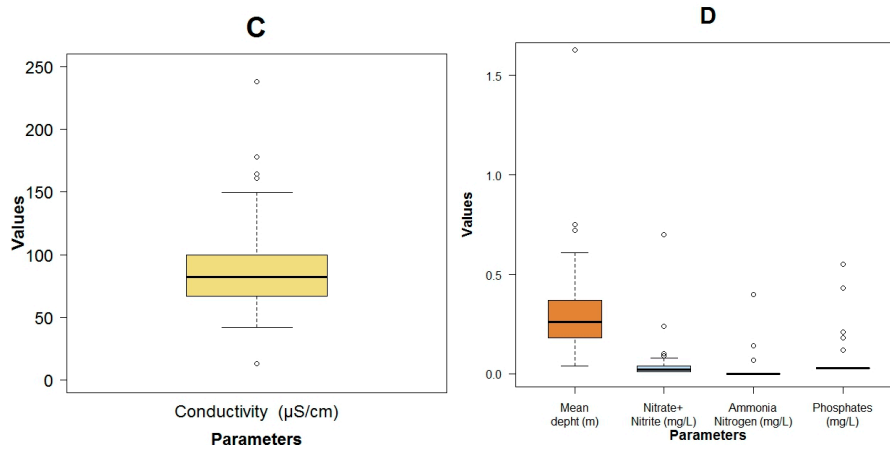 C
Values
250
200
150
100
50
0
Conductivity (µS/cm)
Parameters
D
Values
1.5
1.0
0.5
0.0
Mean
depht (m)
Nitrate+
Nitrite (mg/L)
Ammonia
Nitrogen (mg/L)
Phosphates
(mg/L)
Parameters